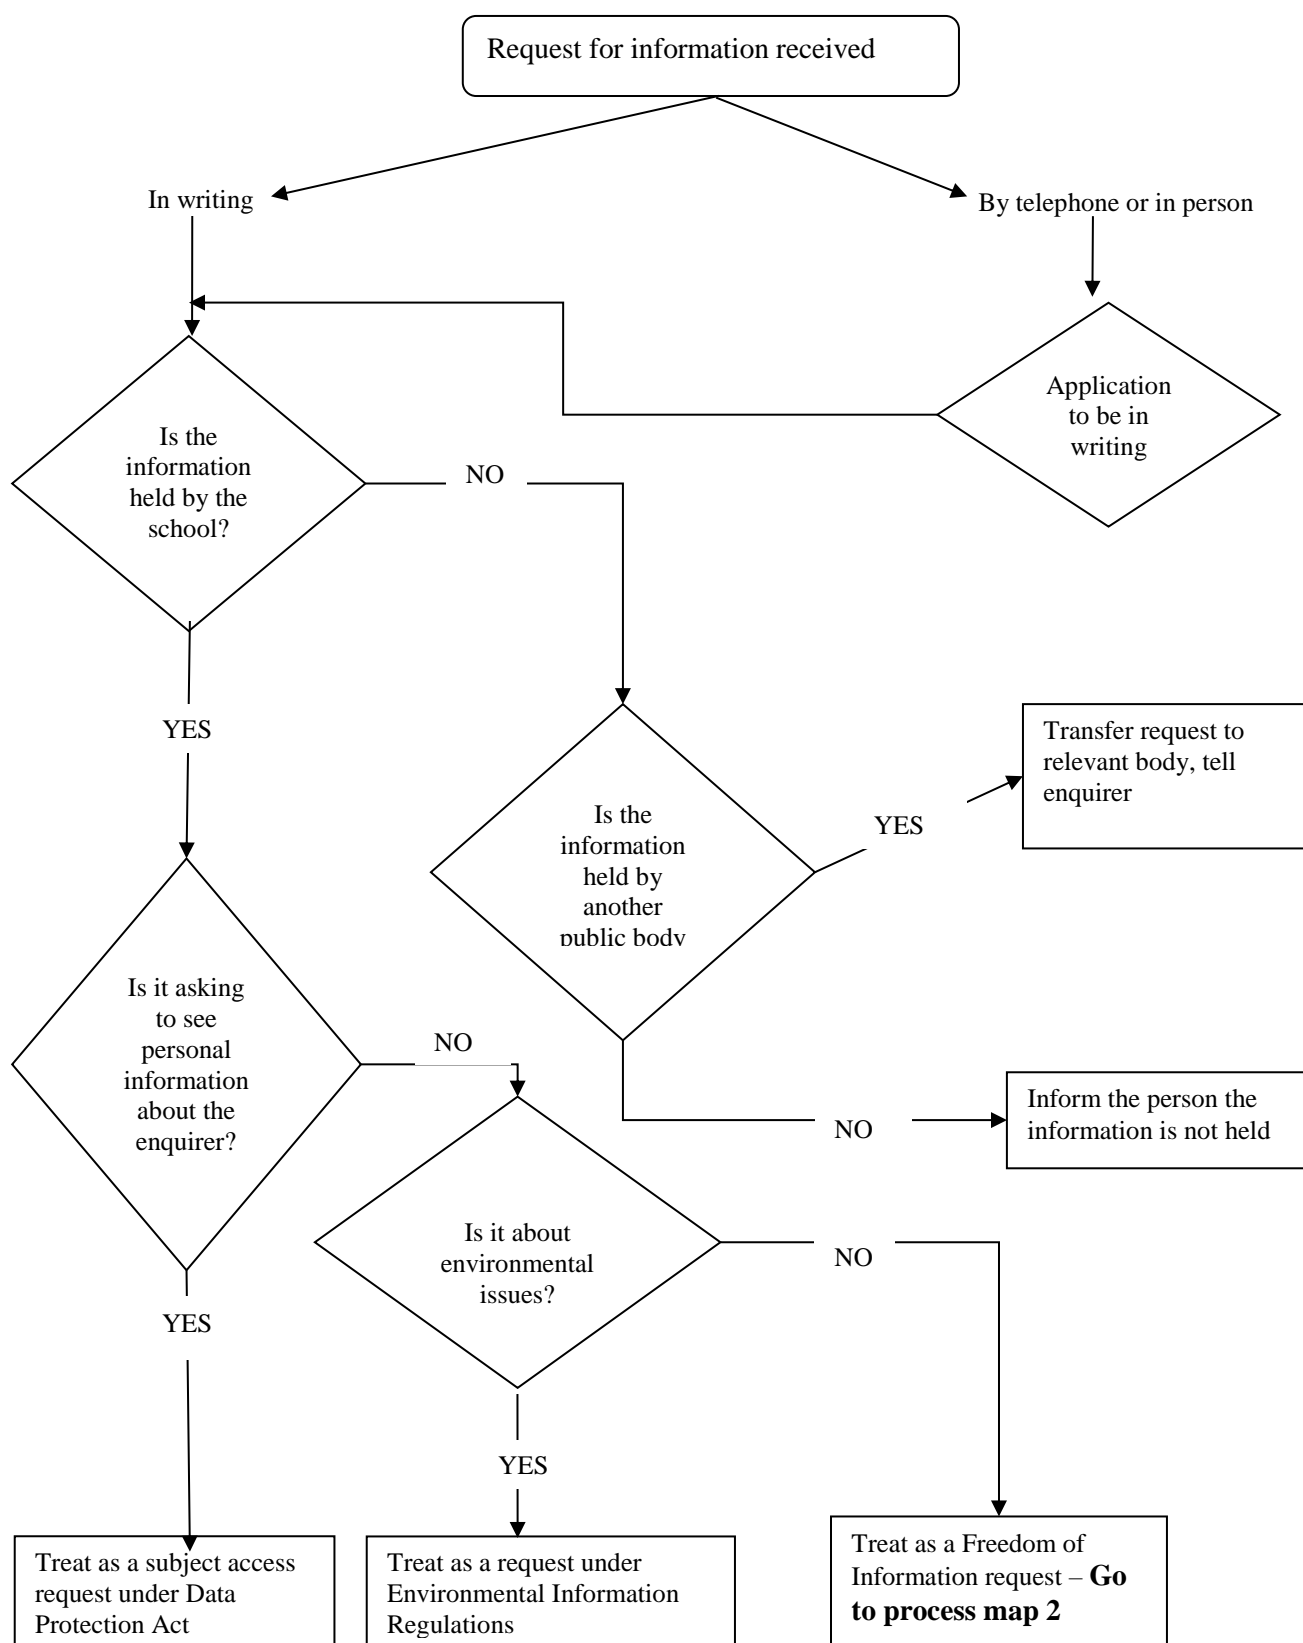 Request for information received
In writing
By telephone or in person
Application
to be in
writing
Is the
information
held by the
school?
NO
YES
Transfer request to
relevant body, tell
enquirer
Is the
information
held by
another
public body
YES
Is it asking
to see
personal
information
about the
enquirer?
NO
Inform the person the
information is not held
NO
Is it about
environmental
issues?
NO
YES
YES
Treat as a subject access
request under Data
Protection Act
Treat as a request under
Environmental Information
Regulations
Treat as a Freedom of
Information request – Go
to process map 2